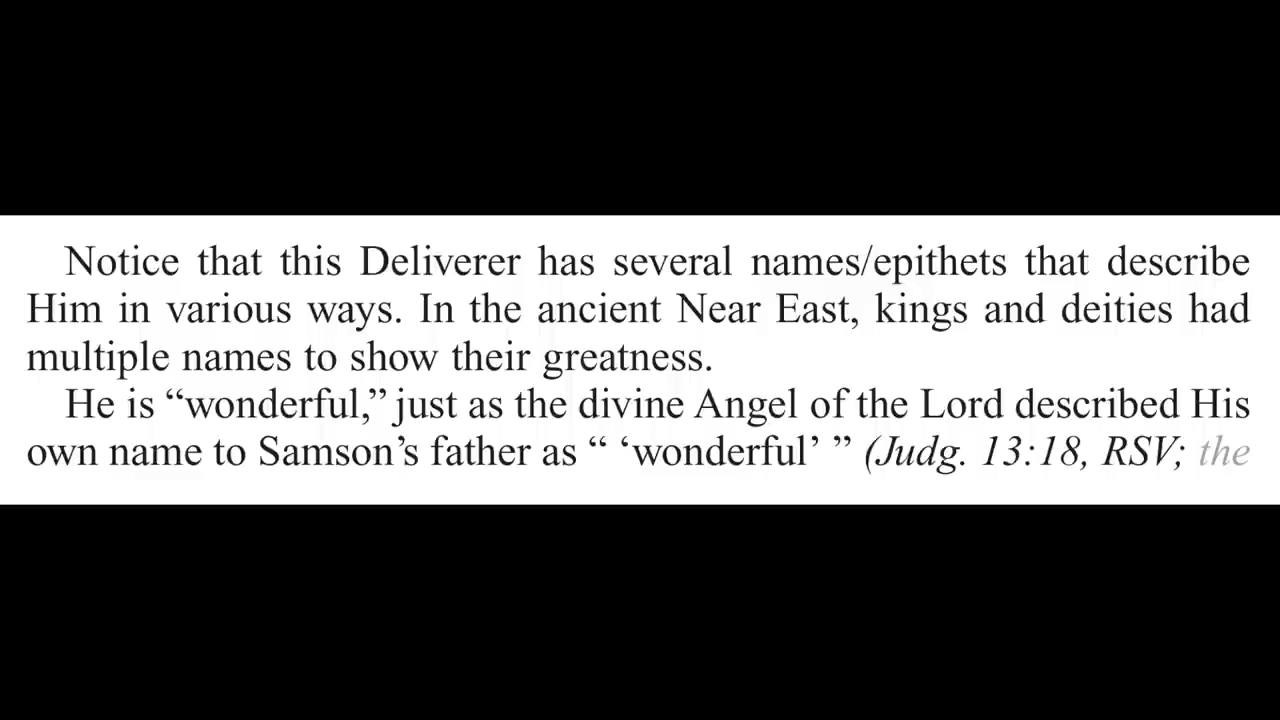 Notice that this Deliverer has several names/epithets that describe
Him in various ways. In the ancient Near East, kings and deities had
multiple names to show their greatness.
He is “wonderful,” just as the divine Angel of the Lord described His
own name to Samson’s father as “ ‘wonderful’ ” (Judg. 13:18, RSV; the